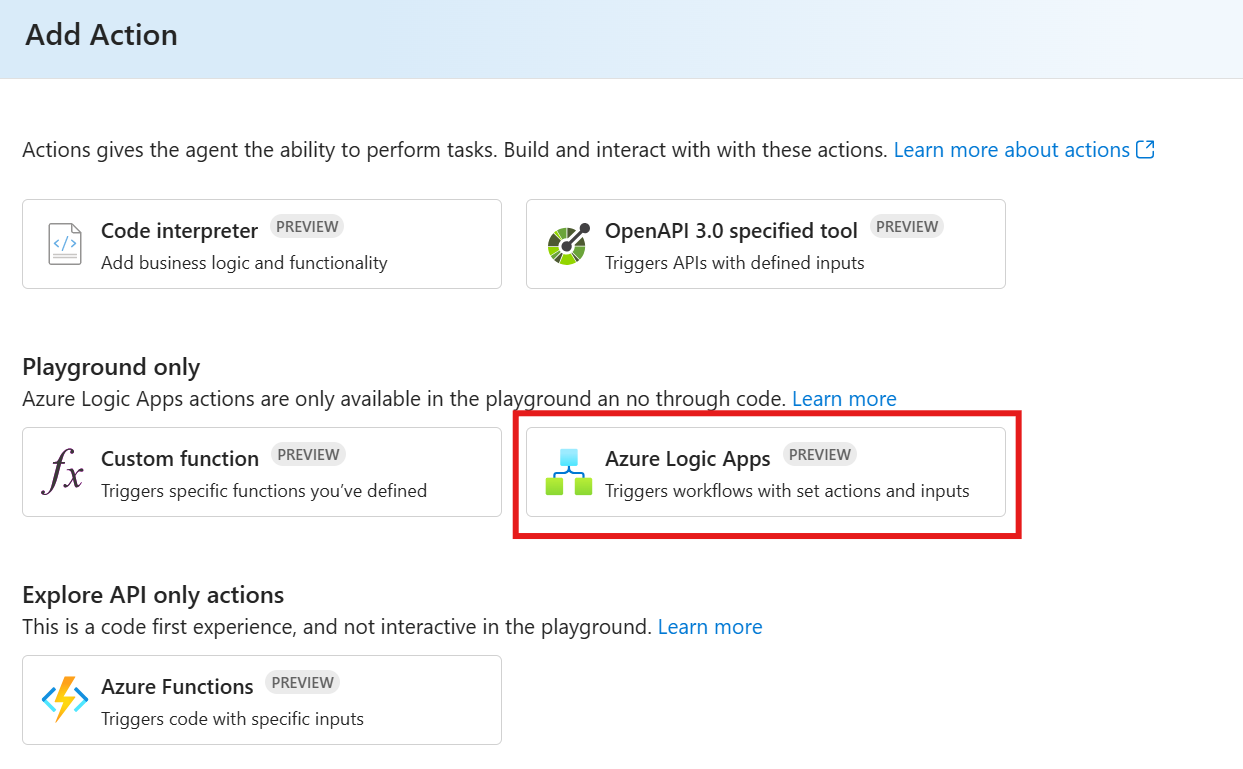 Add Action
Actions gives the agent the ability to perform tasks. Build and interact with with these actions. Learn more about actions
Code interpreter PREVIEW
Add business logic and functionality
OpenAPI 3.0 specified tool PREVIEW
Triggers APIs with defined inputs
Playground only
Azure Logic Apps actions are only available in the playground an no through code. Learn more
fx
Custom function PREVIEW
Triggers specific functions you’ve defined
Azure Logic Apps PREVIEW
Triggers workflows with set actions and inputs
Explore API only actions
This is a code first experience, and not interactive in the playground. Learn more
Azure Functions PREVIEW
Triggers code with specific inputs